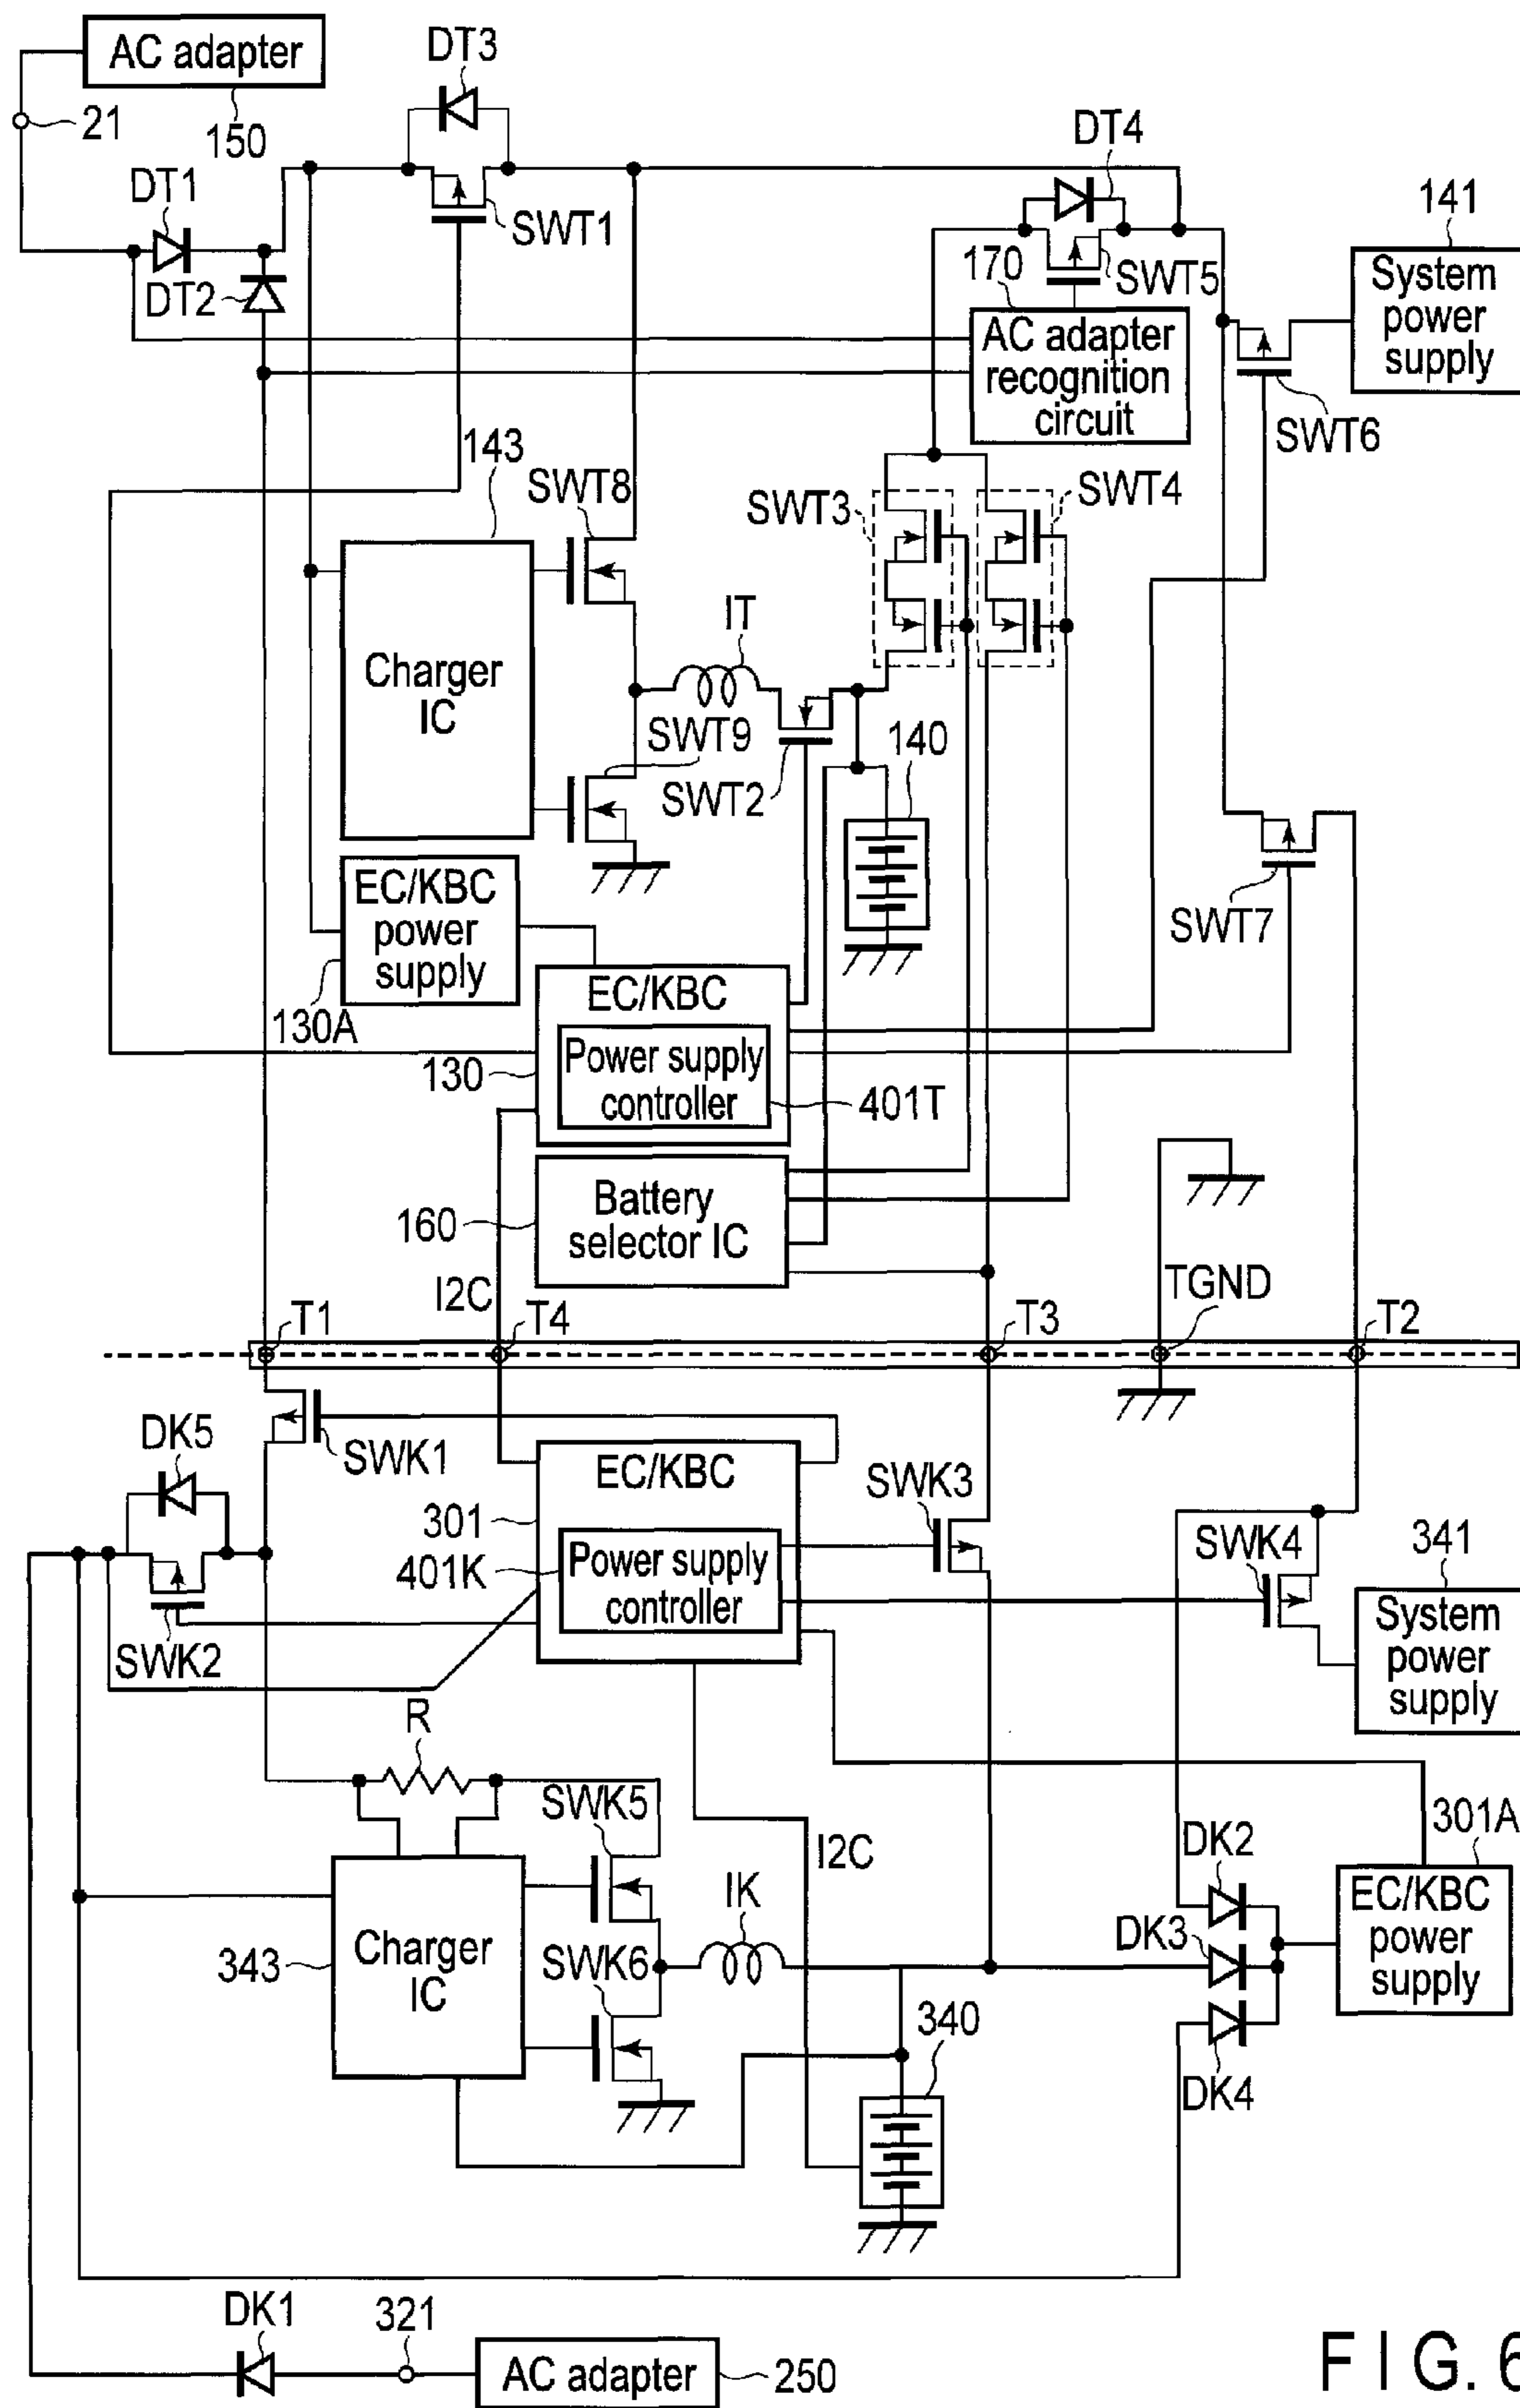 AC adapter
21
150
DT3
DT1
DT2
SWT1
DT4
141
170
SWT5
System
power
supply
AC adapter
recognition
circuit
SWT6
143
SWT8
SWT3
SWT4
Charger
IC
IT
SWT9
SWT2
140
EC/KBC
power
supply
SWT7
130A
EC/KBC
130
Power supply
controller
401T
160
Battery
selector IC
I2C
TGND
T1
T4
T3
T2
DK5
SWK1
EC/KBC
SWK3
301
SWK4
341
401K
Power supply
controller
SWK2
System
power
supply
R
SWK5
I2C
301A
DK2
IK
EC/KBC
power
supply
DK3
343
Charger
IC
SWK6
340
DK4
DK1
321
AC adapter
250
FIG. 6